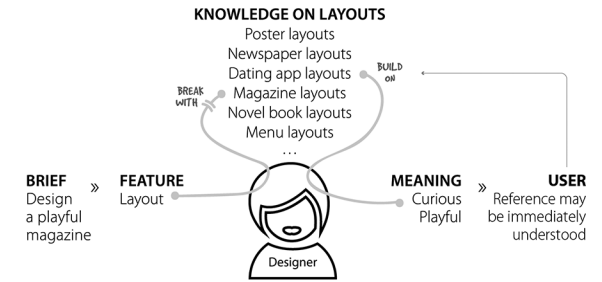 KNOWLEDGE ON LAYOUTS
Poster layouts
Newspaper layouts
Dating app layouts
Magazine layouts
Novel book layouts
Menu layouts
...
BREAK
WITH
BUILD
ON
BRIEF
Design
a playful
magazine
»
FEATURE
Layout
Designer
MEANING
Curious
Playful
»
USER
Reference may
be immediately
understood